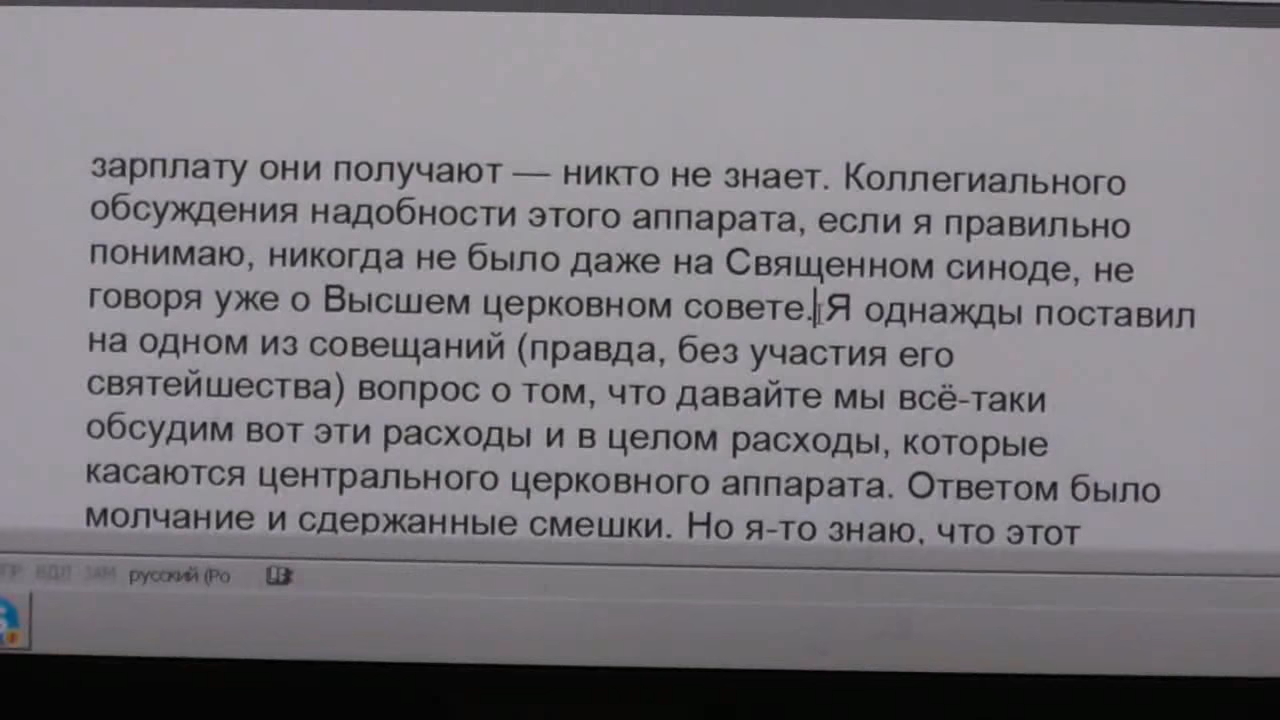 зарплату они получают — никто не знает. Коллегиального
обсуждения надобности этого аппарата, если я правильно
понимаю, никогда не было даже на Священном синоде, не
говоря уже о Высшем церковном совете. Я однажды поставил
на одном из совещаний (правда, без участия его
святейшества) вопрос о том, что давайте мы всё-таки
обсудим вот эти расходы и в целом расходы, которые
касаются центрального церковного аппарата. Ответом было
молчание и сдержанные смешки. Но я-то знаю, что этот
ВДЛ ЗАМ русский (Ро